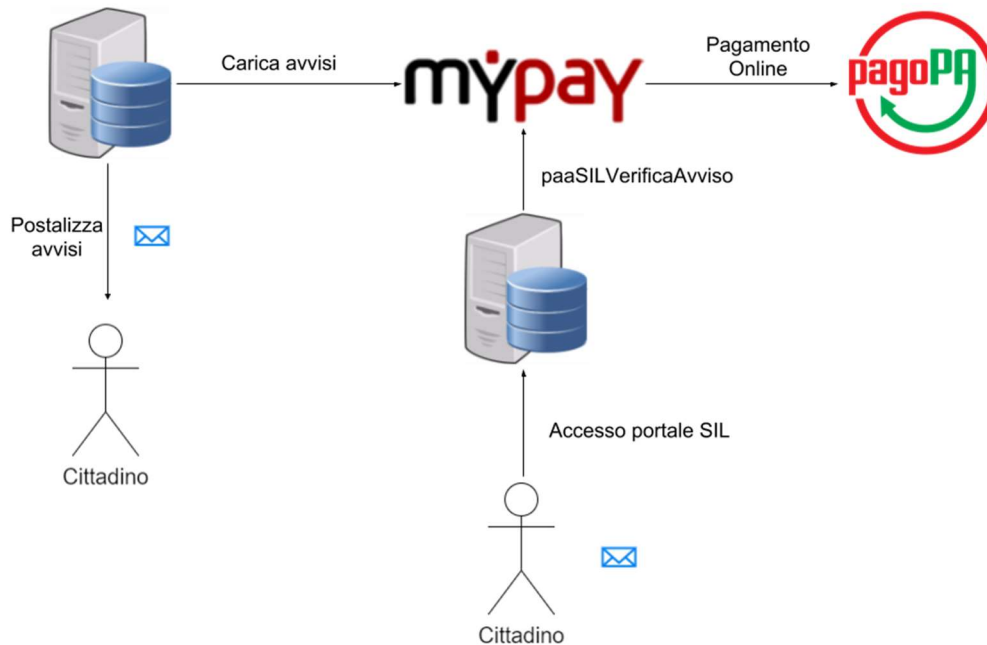 Carica avvisi
mypay
Pagamento
Online
pagoPA
paaSILVerificaAvviso
Postalizza
avvisi
Accesso portale SIL
Cittadino
Cittadino